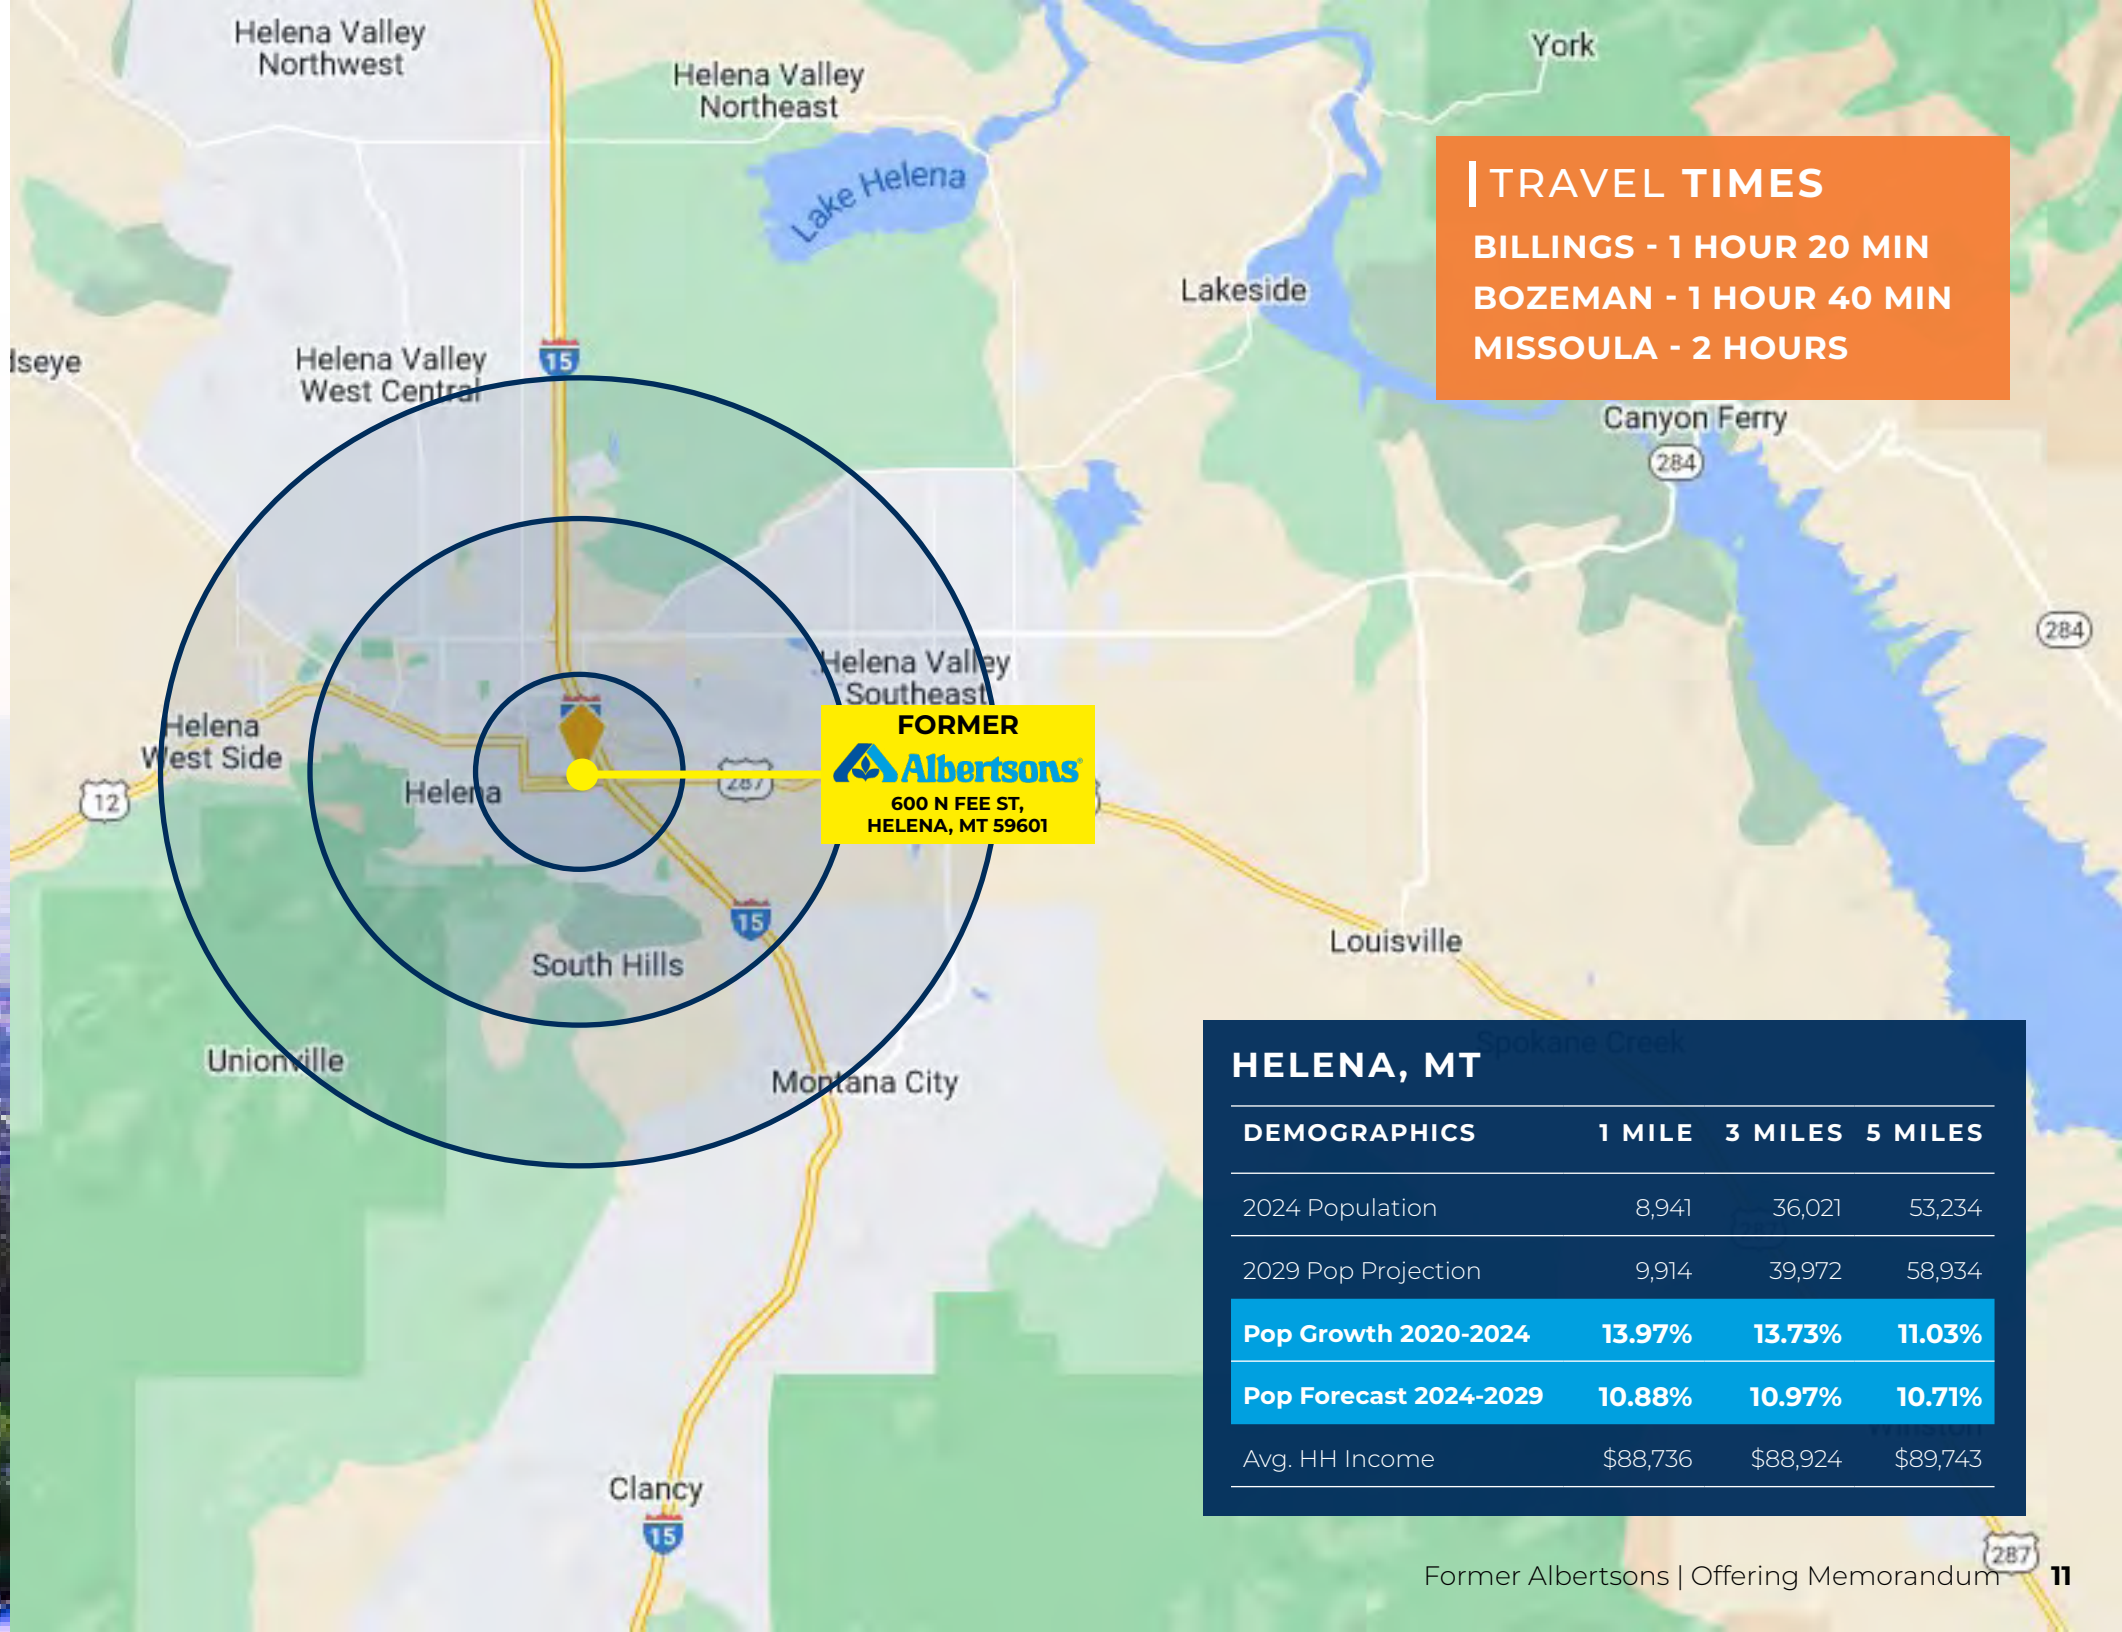 Helena Valley
Northwest
Helena Valley
Northeast
York
Lake Helena
TRAVEL TIMES
BILLINGS - 1 HOUR 20 MIN
BOZEMAN - 1 HOUR 40 MIN
MISSOULA - 2 HOURS
Lakeside
lseye
Helena Valley
West Central
15
Canyon Ferry
284
284
Helena Valley
Southeast
Helena
West Side
12
Helena
287
FORMER
Albertsons
600 N FEE ST,
HELENA, MT 59601
15
South Hills
Louisville
Unionville
Montana City
Spokane Creek
HELENA, MT
DEMOGRAPHICS 1 MILE 3 MILES 5 MILES
2024 Population 8,941 36,021 53,234
287
2029 Pop Projection 9,914 39,972 58,934
Pop Growth 2020-2024 13.97% 13.73% 11.03%
Pop Forecast 2024-2029 10.88% 10.97% 10.71%
Winston
Avg. HH Income $88,736 $88,924 $89,743
Clancy
15
287
Former Albertsons | Offering Memorandum 11